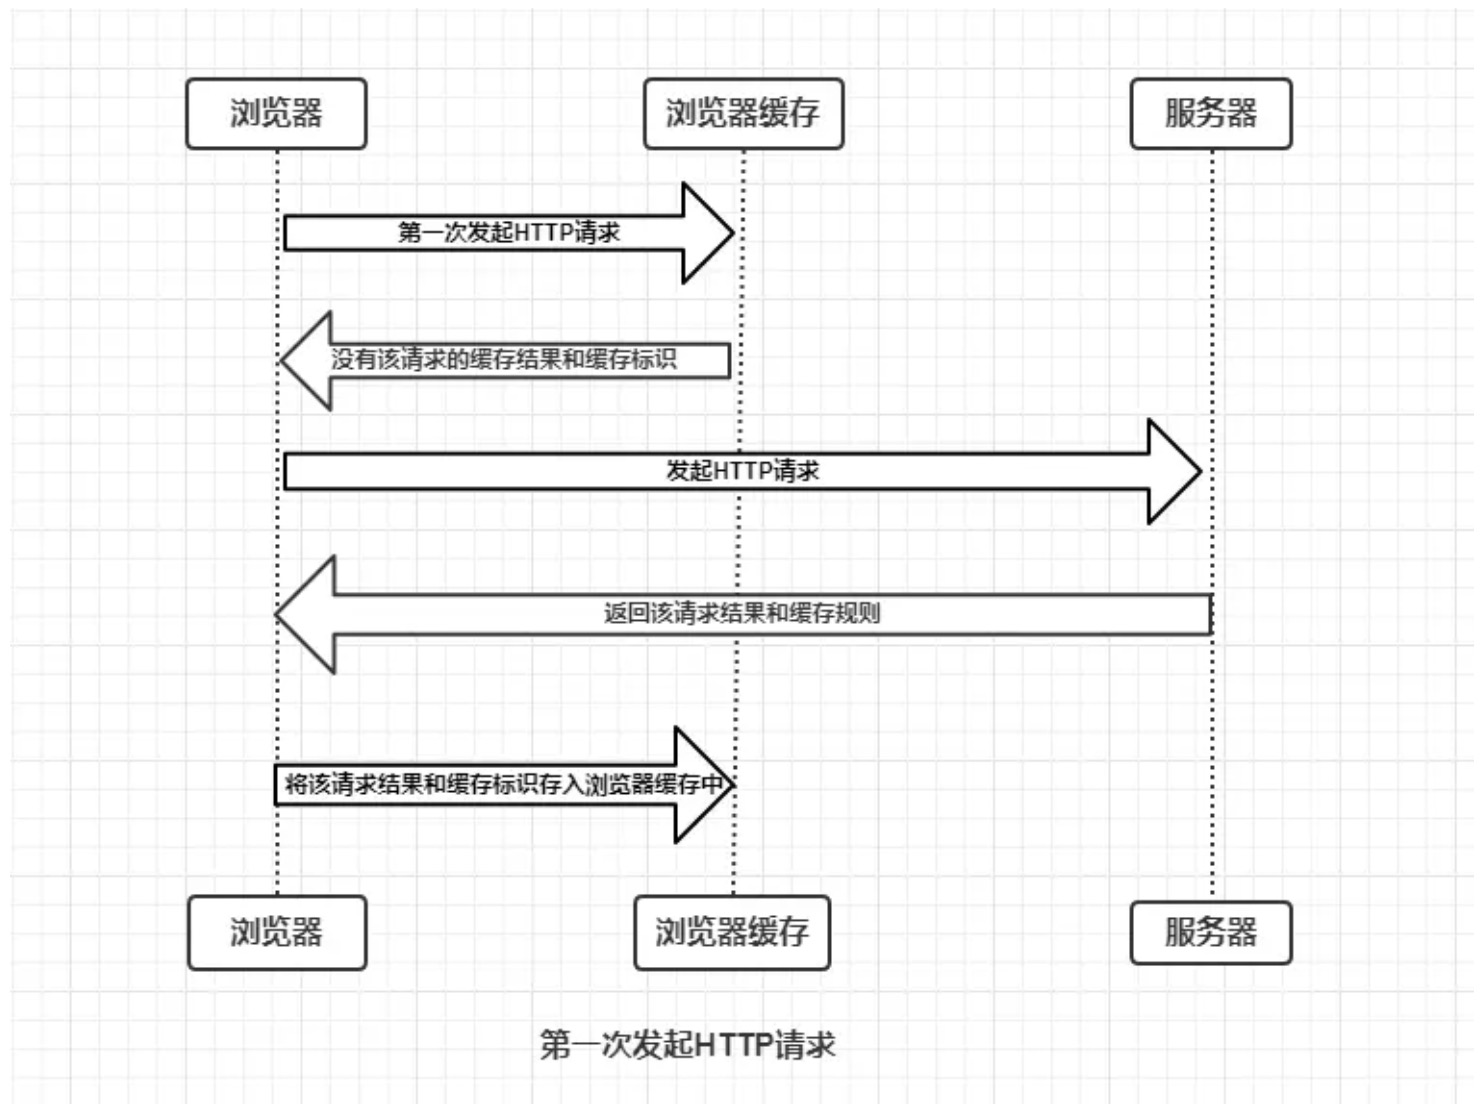 浏览器
浏览器缓存
服务器
第一次发起HTTP请求
没有该请求的缓存结果和缓存标识
发起HTTP请求
返回该请求结果和缓存规则
将该请求结果和缓存标识存入浏览器缓存中
浏览器
浏览器缓存
服务器
第一次发起HTTP请求